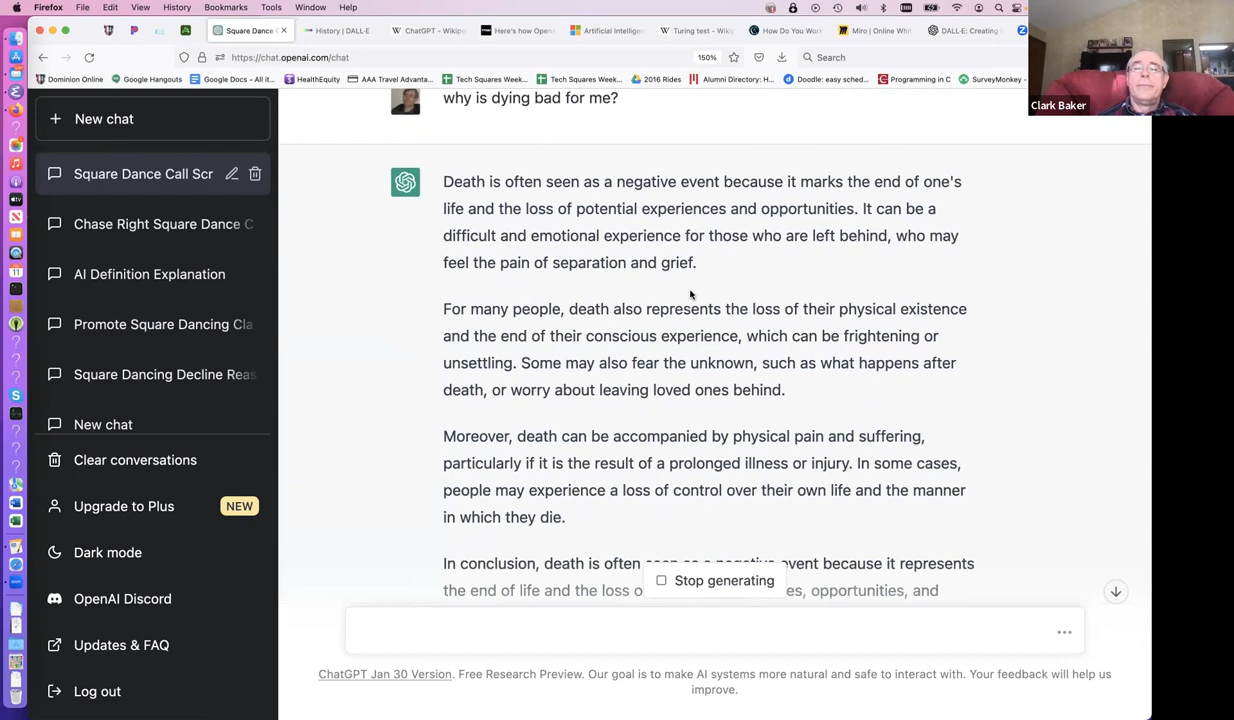 Firefox File Edit View History Bookmarks Tools Window Help
Square Dance C
History | DALL·E
ChatGPT - Wikipe
Here's how Open
Artificial Intelligen
Turing test - Wiki
How Do You Work
Miro | Online Whit
DALL·E: Creating
https://chat.openai.com/chat
150%
Search
Dominion Online
Google Hangouts
Google Docs - All it...
HealthEquity
AAA Travel Advanta...
Tech Squares Week...
Tech Squares Week...
2016 Rides
Alumni Directory: H...
Doodle: easy sched...
Programming in C
SurveyMonkey -
Clark Baker
New chat
Square Dance Call Scr
Chase Right Square Dance C
AI Definition Explanation
Promote Square Dancing Cla
Square Dancing Decline Reas
New chat
Clear conversations
Upgrade to Plus NEW
Dark mode
OpenAI Discord
Updates & FAQ
Log out
why is dying bad for me?
Death is often seen as a negative event because it marks the end of one's
life and the loss of potential experiences and opportunities. It can be a
difficult and emotional experience for those who are left behind, who may
feel the pain of separation and grief.
For many people, death also represents the loss of their physical existence
and the end of their conscious experience, which can be frightening or
unsettling. Some may also fear the unknown, such as what happens after
death, or worry about leaving loved ones behind.
Moreover, death can be accompanied by physical pain and suffering,
particularly if it is the result of a prolonged illness or injury. In some cases,
people may experience a loss of control over their own life and the manner
in which they die.
In conclusion, death is often seen as a negative event because it represents
the end of life and the loss o es, opportunities, and
Stop generating
ChatGPT Jan 30 Version. Free Research Preview. Our goal is to make AI systems more natural and safe to interact with. Your feedback will help us
improve.